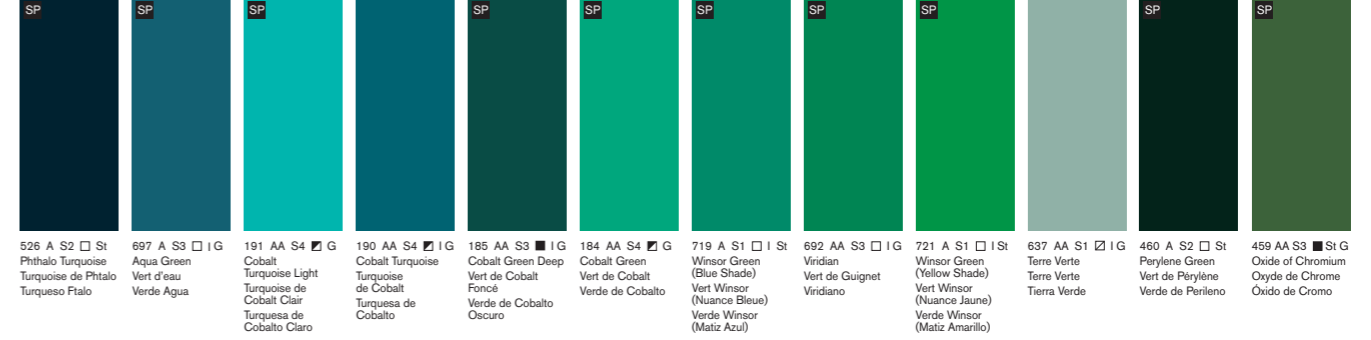 SP
SP
SP
SP
SP
SP
SP
SP
SP
SP
526 A S2 □ St
Phthalo Turquoise
Turquoise de Phtalo
Turqueso Ftalo
697 A S3 □ I G
Aqua Green
Vert d'eau
Verde Agua
191 AA S4 ◩ G
Cobalt
Turquoise Light
Turquoise de
Cobalt Clair
Turquesa de
Cobalto Claro
190 AA S4 ◩ I G
Cobalt Turquoise
Turquoise
de Cobalt
Turquesa de
Cobalto
185 AA S3 ■ I G
Cobalt Green Deep
Vert de Cobalt
Foncé
Verde de Cobalto
Oscuro
184 AA S4 ◩ G
Cobalt Green
Vert de Cobalt
Verde de Cobalto
719 A S1 □ I St
Winsor Green
(Blue Shade)
Vert Winsor
(Nuance Bleue)
Verde Winsor
(Matiz Azul)
692 AA S3 □ I G
Viridian
Vert de Guignet
Viridiano
721 A S1 □ I St
Winsor Green
(Yellow Shade)
Vert Winsor
(Nuance Jaune)
Verde Winsor
(Matiz Amarillo)
637 AA S1 ⍁ I G
Terre Verte
Terre Verte
Tierra Verde
460 A S2 □ St
Perylene Green
Vert de Pérylène
Verde de Perileno
459 AA S3 ■ St G
Oxide of Chromium
Oxyde de Chrome
Óxido de Cromo